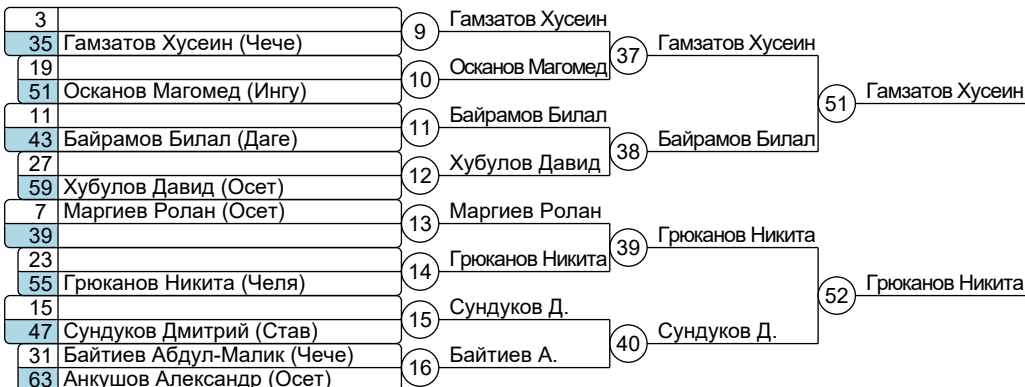 3
35 Гамзатов Хусеин (Чече)
9
Гамзатов Хусеин
19
51 Осканов Магомед (Ингу)
10
Осканов Магомед
37
Гамзатов Хусеин
11
43 Байрамов Билал (Даге)
11
Байрамов Билал
27
59 Хубулов Давид (Осет)
12
Хубулов Давид
38
Байрамов Билал
51
Гамзатов Хусеин
7 Маргиев Ролан (Осет)
39
13
Маргиев Ролан
23
55 Грюканов Никита (Челя)
14
Грюканов Никита
39
Грюканов Никита
15
47 Сундуков Дмитрий (Став)
15
Сундуков Д.
31 Байтиев Абдул-Малик (Чече)
63 Анкушов Александр (Осет)
16
Байтиев А.
40
Сундуков Д.
52
Грюканов Никита